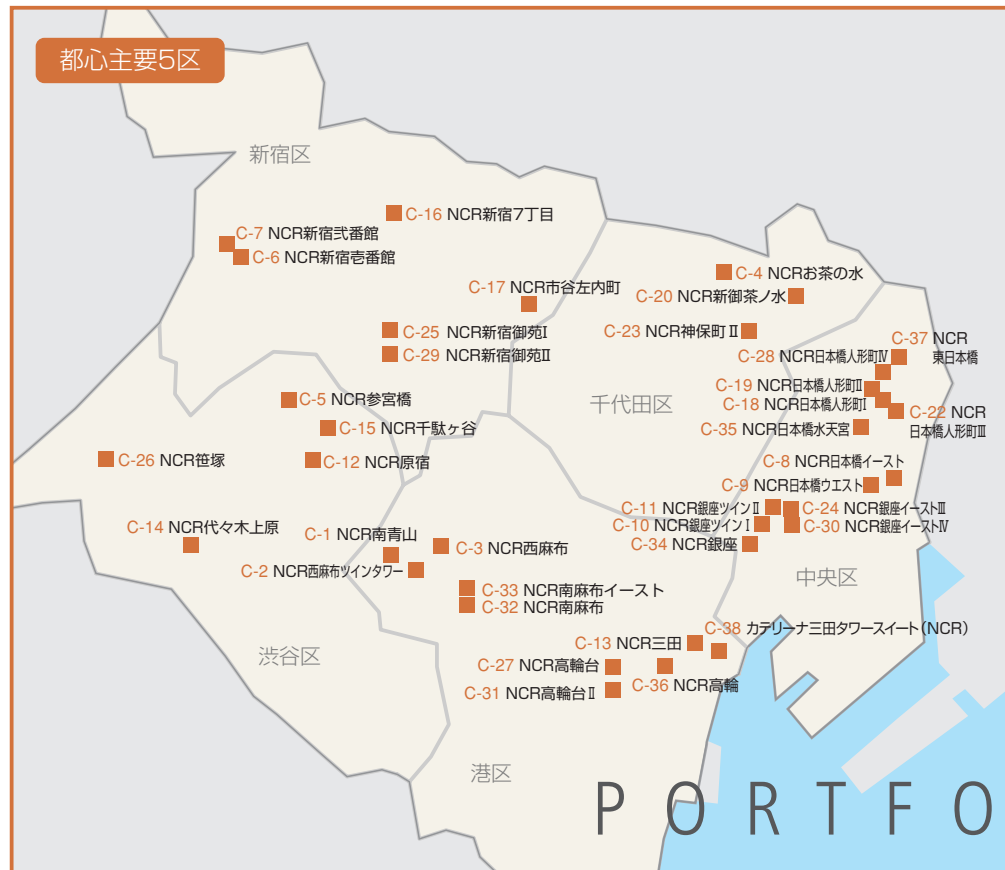 都心主要5区
新宿区
C-16 NCR新宿7丁目
C-7 NCR新宿弐番館
C-6 NCR新宿壱番館
C-17 NCR市谷左内町
C-4 NCRお茶の水
C-20 NCR新御茶ノ水
C-25 NCR新宿御苑Ⅰ
C-23 NCR神保町Ⅱ
C-37 NCR
東日本橋
C-29 NCR新宿御苑Ⅱ
C-28 NCR日本橋人形町Ⅳ
C-19 NCR日本橋人形町Ⅱ
C-5 NCR参宮橋
千代田区
C-18 NCR日本橋人形町Ⅰ
C-22 NCR
日本橋人形町Ⅲ
C-15 NCR千駄ヶ谷
C-35 NCR日本橋水天宮
C-26 NCR笹塚
C-12 NCR原宿
C-8 NCR日本橋イースト
C-9 NCR日本橋ウエスト
C-11 NCR銀座ツインⅡ
C-24 NCR銀座イーストⅢ
C-14 NCR代々木上原
C-1 NCR南青山
C-10 NCR銀座ツインⅠ
C-30 NCR銀座イーストⅣ
C-3 NCR西麻布
C-34 NCR銀座
C-2 NCR西麻布ツインタワー
中央区
C-33 NCR南麻布イースト
C-32 NCR南麻布
C-38 カテリーナ三田タワースイート(NCR)
C-13 NCR三田
渋谷区
C-27 NCR高輪台
C-36 NCR高輪
C-31 NCR高輪台Ⅱ
港区
PORTFO